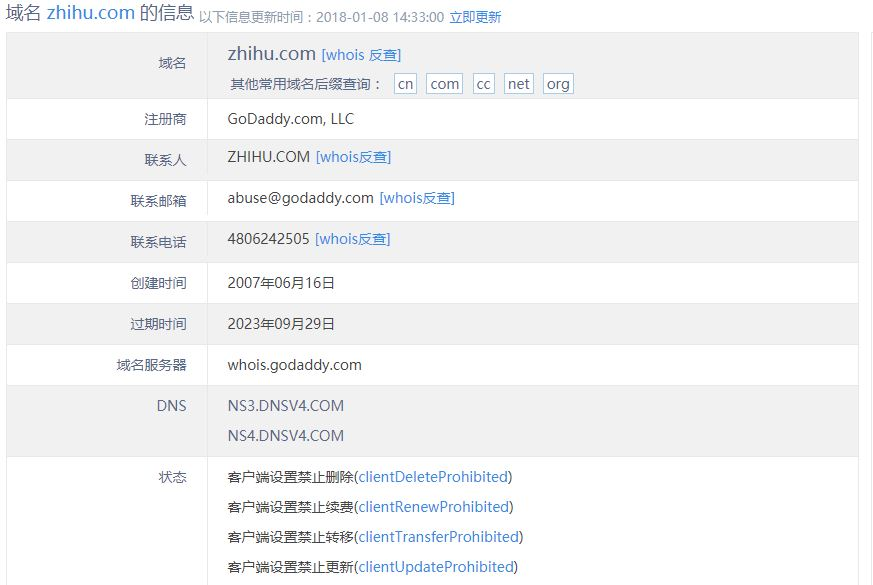 域名 zhihu.com 的信息 以下信息更新时间：2018-01-08 14:33:00 立即更新
域名 zhihu.com [whois 反查]
其他常用域名后缀查询： cn com cc net org
注册商 GoDaddy.com, LLC
联系人 ZHIHU.COM [whois反查]
联系邮箱 abuse@godaddy.com [whois反查]
联系电话 4806242505 [whois反查]
创建时间 2007年06月16日
过期时间 2023年09月29日
域名服务器 whois.godaddy.com
DNS NS3.DNSV4.COM
NS4.DNSV4.COM
状态 客户端设置禁止删除(clientDeleteProhibited)
客户端设置禁止续费(clientRenewProhibited)
客户端设置禁止转移(clientTransferProhibited)
客户端设置禁止更新(clientUpdateProhibited)